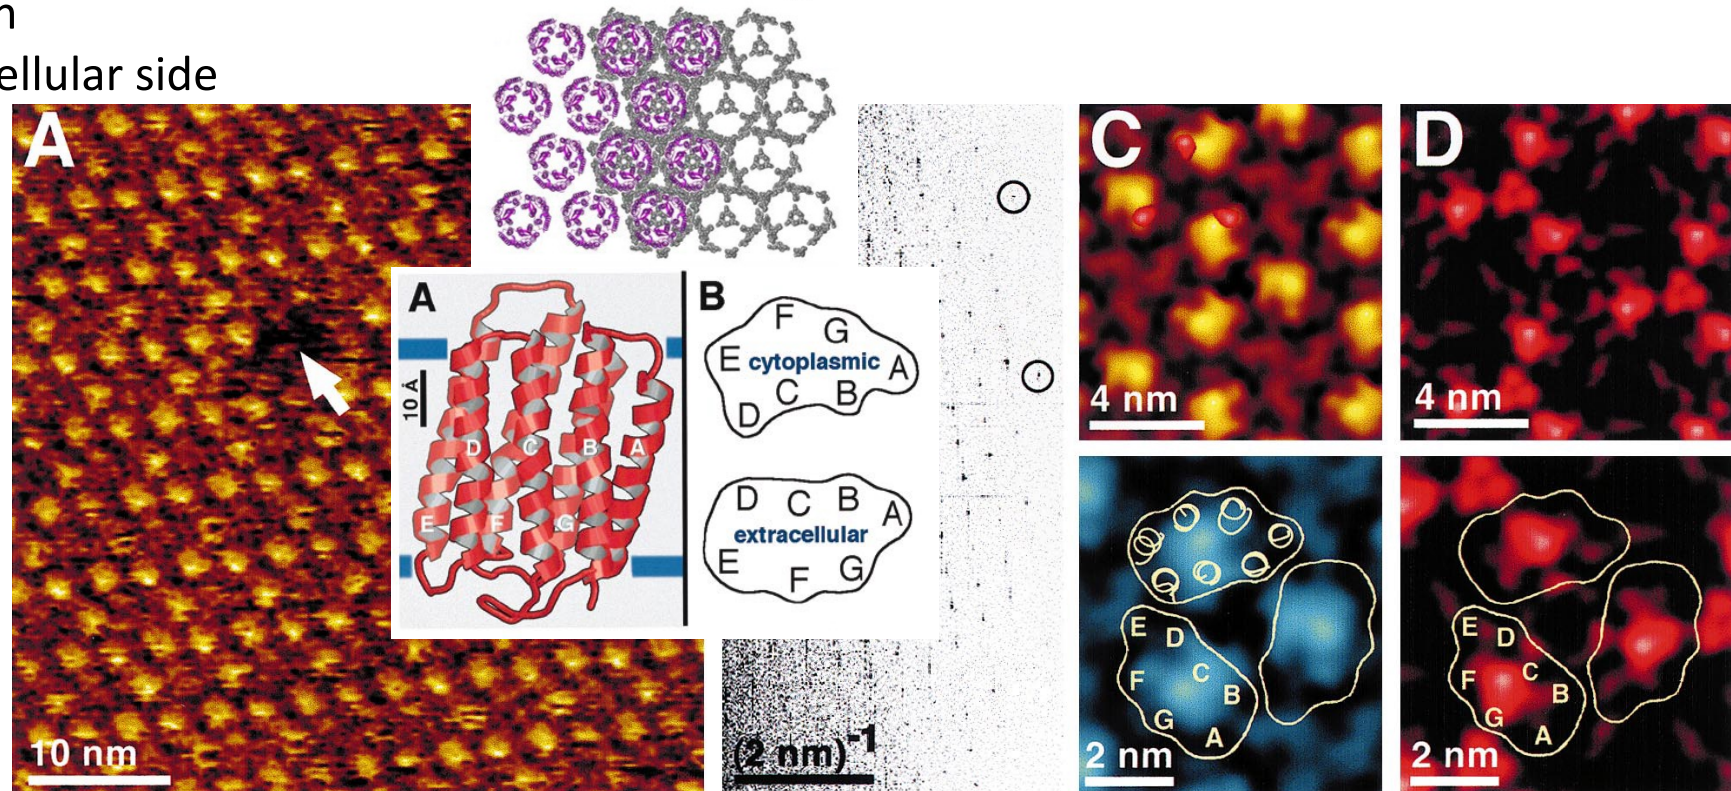 ellular side
A
C
D
A
B
F
G
E
cytoplasmic
A
C
B
D
10 Å
D
C
B
A
E
F
G
D
C
B
A
extracellular
E
F
G
4 nm
4 nm
E
D
C
F
B
G
A
E
D
C
F
B
G
A
10 nm
(2 nm)⁻¹
2 nm
2 nm